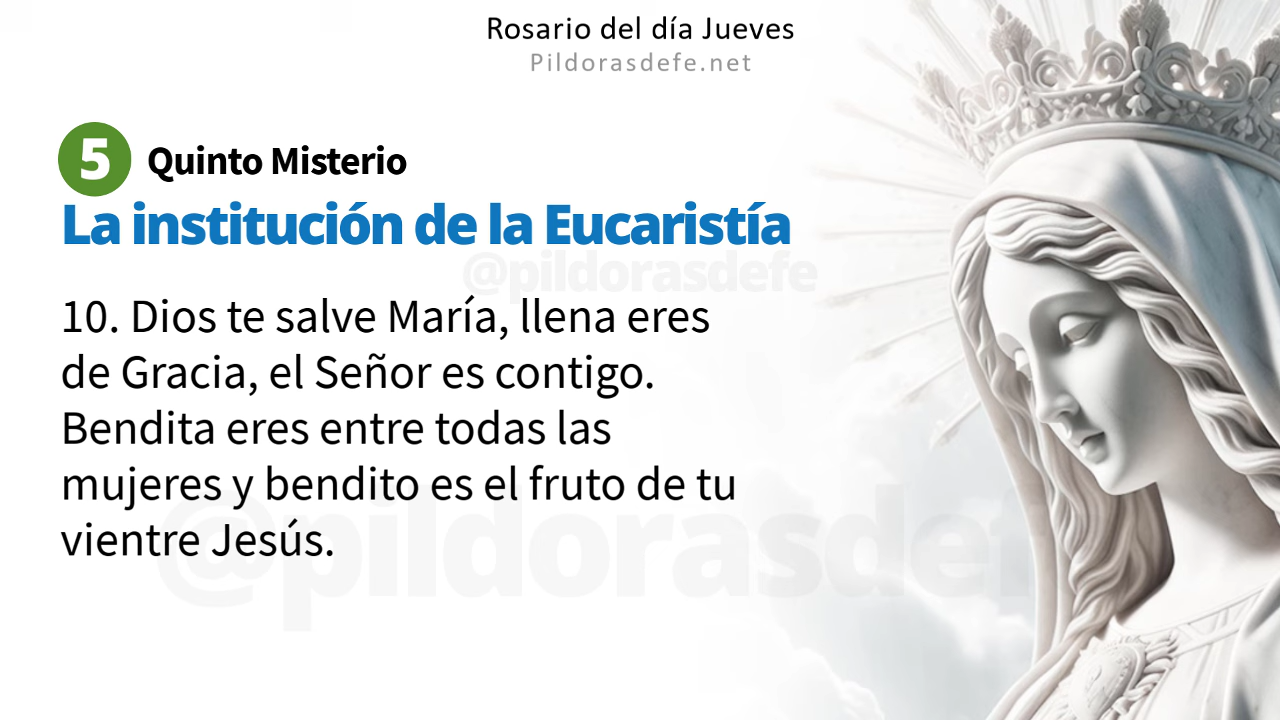 Rosario del día Jueves
Pildorasdefe.net
5 Quinto Misterio
La institución de la Eucaristía
@pildorasdefe
10. Dios te salve María, llena eres
de Gracia, el Señor es contigo.
Bendita eres entre todas las
mujeres y bendito es el fruto de tu
vientre Jesús.
@pildorasdef